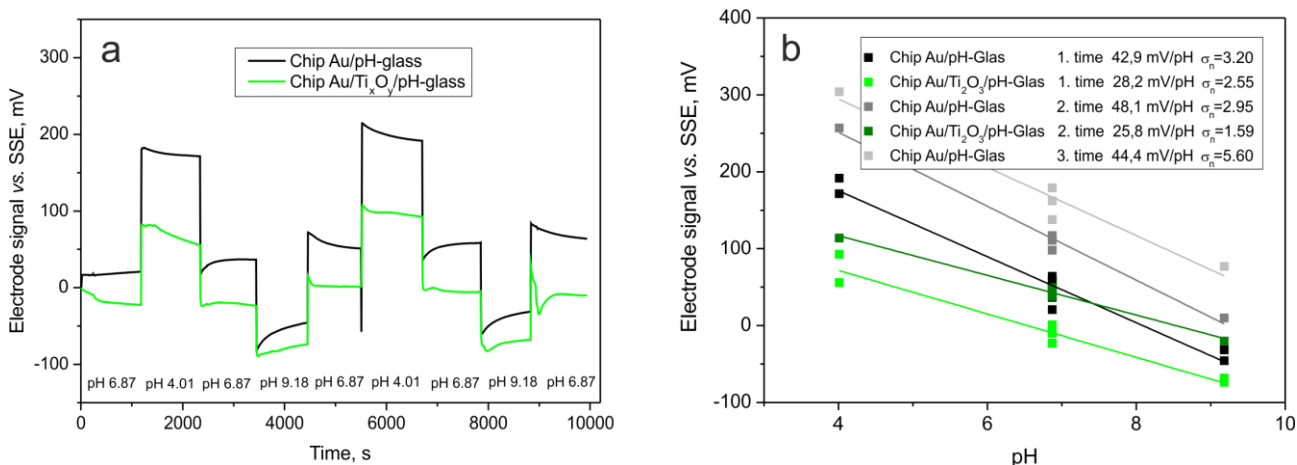 a
Chip Au/pH-glass
Chip Au/TiₓOᵧ/pH-glass
Electrode signal vs. SSE, mV
300
200
100
0
-100
pH 6.87 pH 4.01 pH 6.87 pH 9.18 pH 6.87 pH 4.01 pH 6.87 pH 9.18 pH 6.87
0 2000 4000 6000 8000 10000
Time, s
b
Chip Au/pH-Glas 1. time 42,9 mV/pH σₙ=3.20
Chip Au/Ti₂O₃/pH-Glas 1. time 28,2 mV/pH σₙ=2.55
Chip Au/pH-Glas 2. time 48,1 mV/pH σₙ=2.95
Chip Au/Ti₂O₃/pH-Glas 2. time 25,8 mV/pH σₙ=1.59
Chip Au/pH-Glas 3. time 44,4 mV/pH σₙ=5.60
Electrode signal vs. SSE, mV
400
300
200
100
0
-100
4 6 8 10
pH